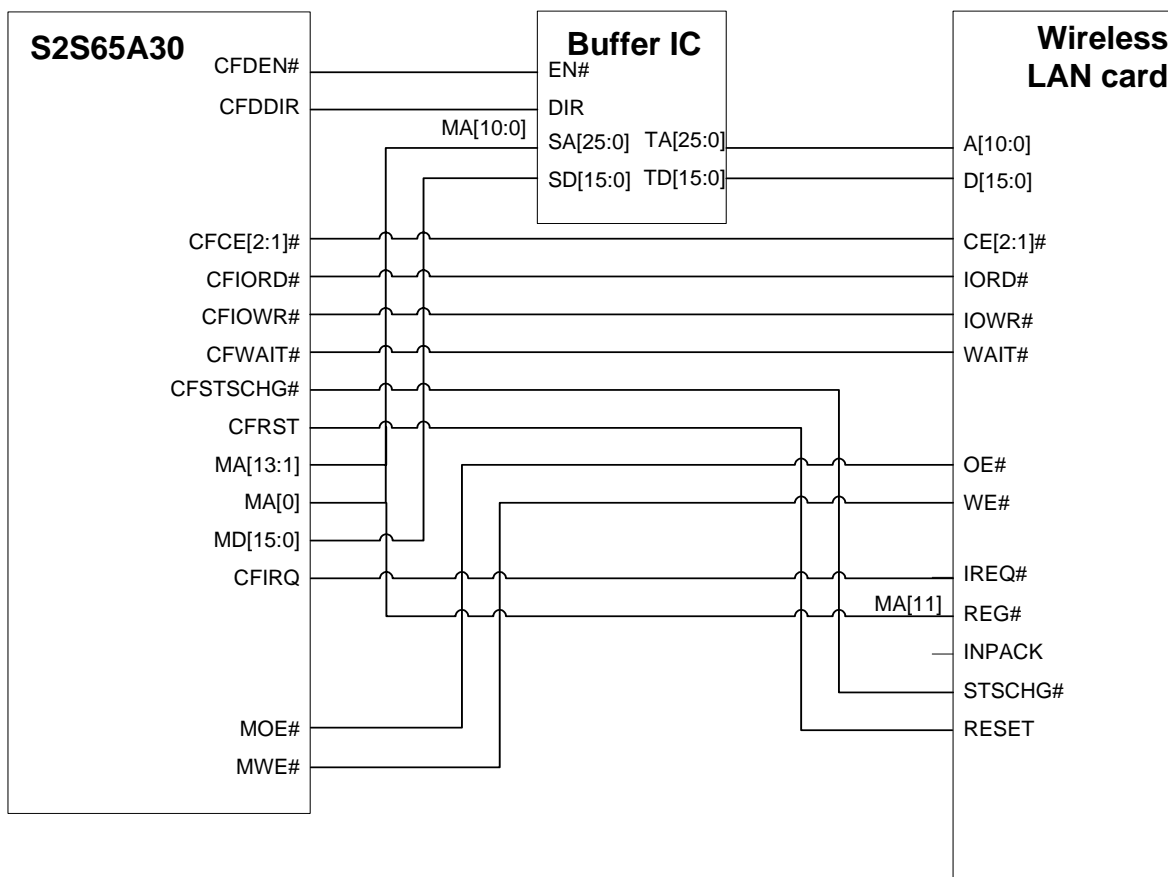 S2S65A30
CFDEN#
CFDDIR
CFCE[2:1]#
CFIORD#
CFIOWR#
CFWAIT#
CFSTSCHG#
CFRST
MA[13:1]
MA[0]
MD[15:0]
CFIRQ
MOE#
MWE#
MA[10:0]
Buffer IC
EN#
DIR
SA[25:0] TA[25:0]
SD[15:0] TD[15:0]
MA[11]
Wireless
LAN card
A[10:0]
D[15:0]
CE[2:1]#
IORD#
IOWR#
WAIT#
OE#
WE#
IREQ#
REG#
INPACK
STSCHG#
RESET